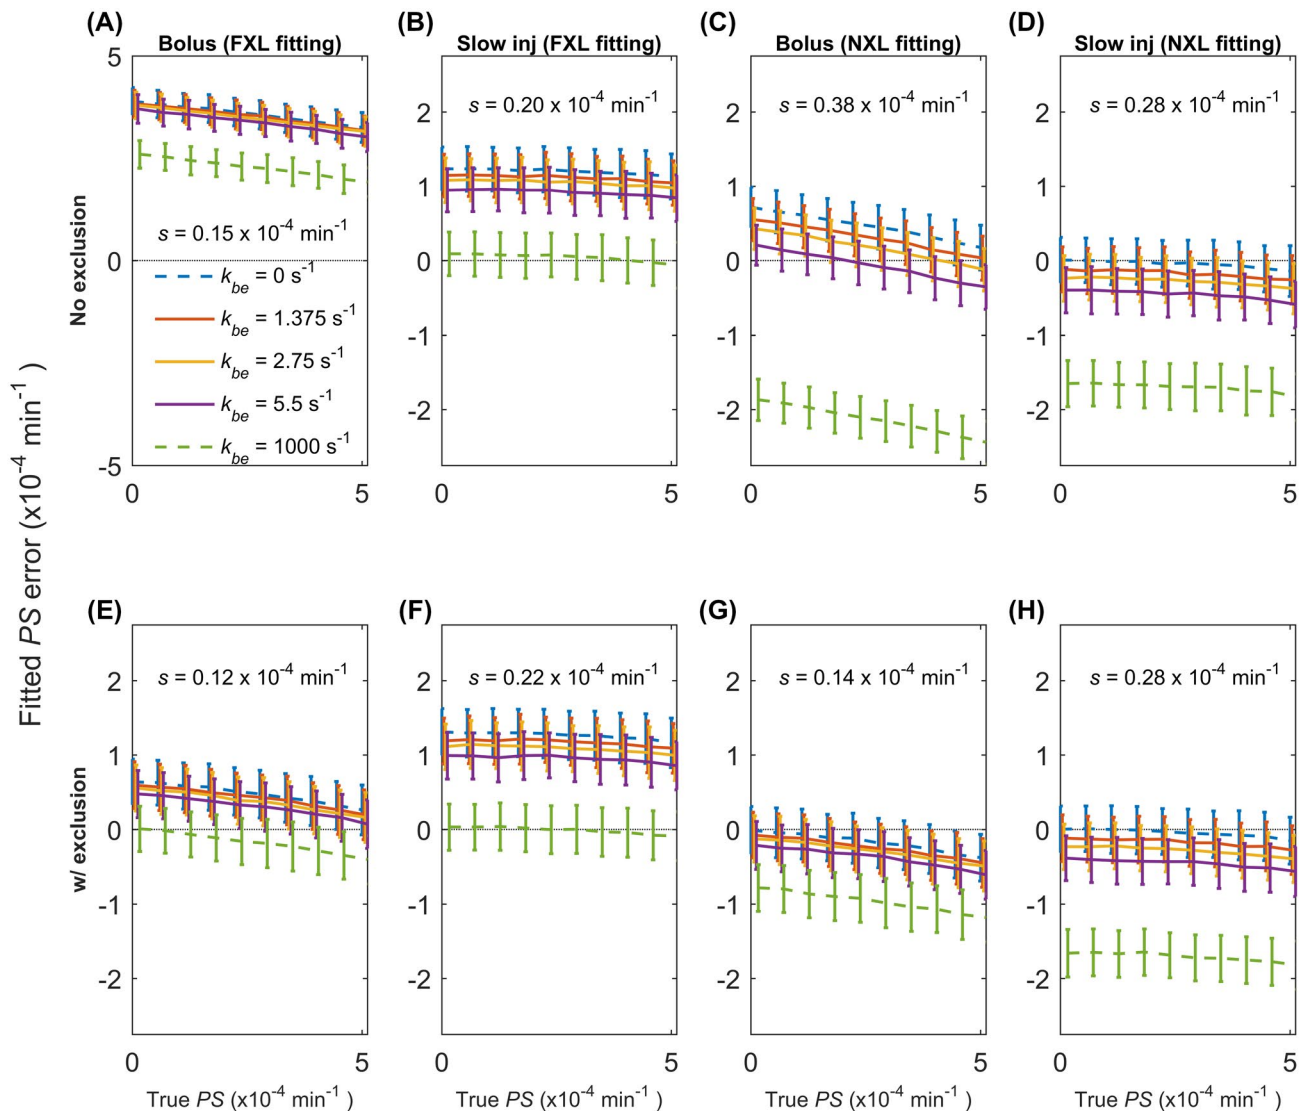 (A)
Bolus (FXL fitting)
(B)
Slow inj (FXL fitting)
(C)
Bolus (NXL fitting)
(D)
Slow inj (NXL fitting)
Fitted PS error (x10⁻⁴ min⁻¹)
No exclusion
5
0
-5
0
5
s = 0.15 x 10⁻⁴ min⁻¹
k_be = 0 s⁻¹
k_be = 1.375 s⁻¹
k_be = 2.75 s⁻¹
k_be = 5.5 s⁻¹
k_be = 1000 s⁻¹
s = 0.20 x 10⁻⁴ min⁻¹
2
1
0
-1
-2
0
5
s = 0.38 x 10⁻⁴ min⁻¹
2
1
0
-1
-2
0
5
s = 0.28 x 10⁻⁴ min⁻¹
2
1
0
-1
-2
0
5
w/ exclusion
(E)
s = 0.12 x 10⁻⁴ min⁻¹
2
1
0
-1
-2
0
5
True PS (x10⁻⁴ min⁻¹ )
(F)
s = 0.22 x 10⁻⁴ min⁻¹
2
1
0
-1
-2
0
5
True PS (x10⁻⁴ min⁻¹ )
(G)
s = 0.14 x 10⁻⁴ min⁻¹
2
1
0
-1
-2
0
5
True PS (x10⁻⁴ min⁻¹ )
(H)
s = 0.28 x 10⁻⁴ min⁻¹
2
1
0
-1
-2
0
5
True PS (x10⁻⁴ min⁻¹ )